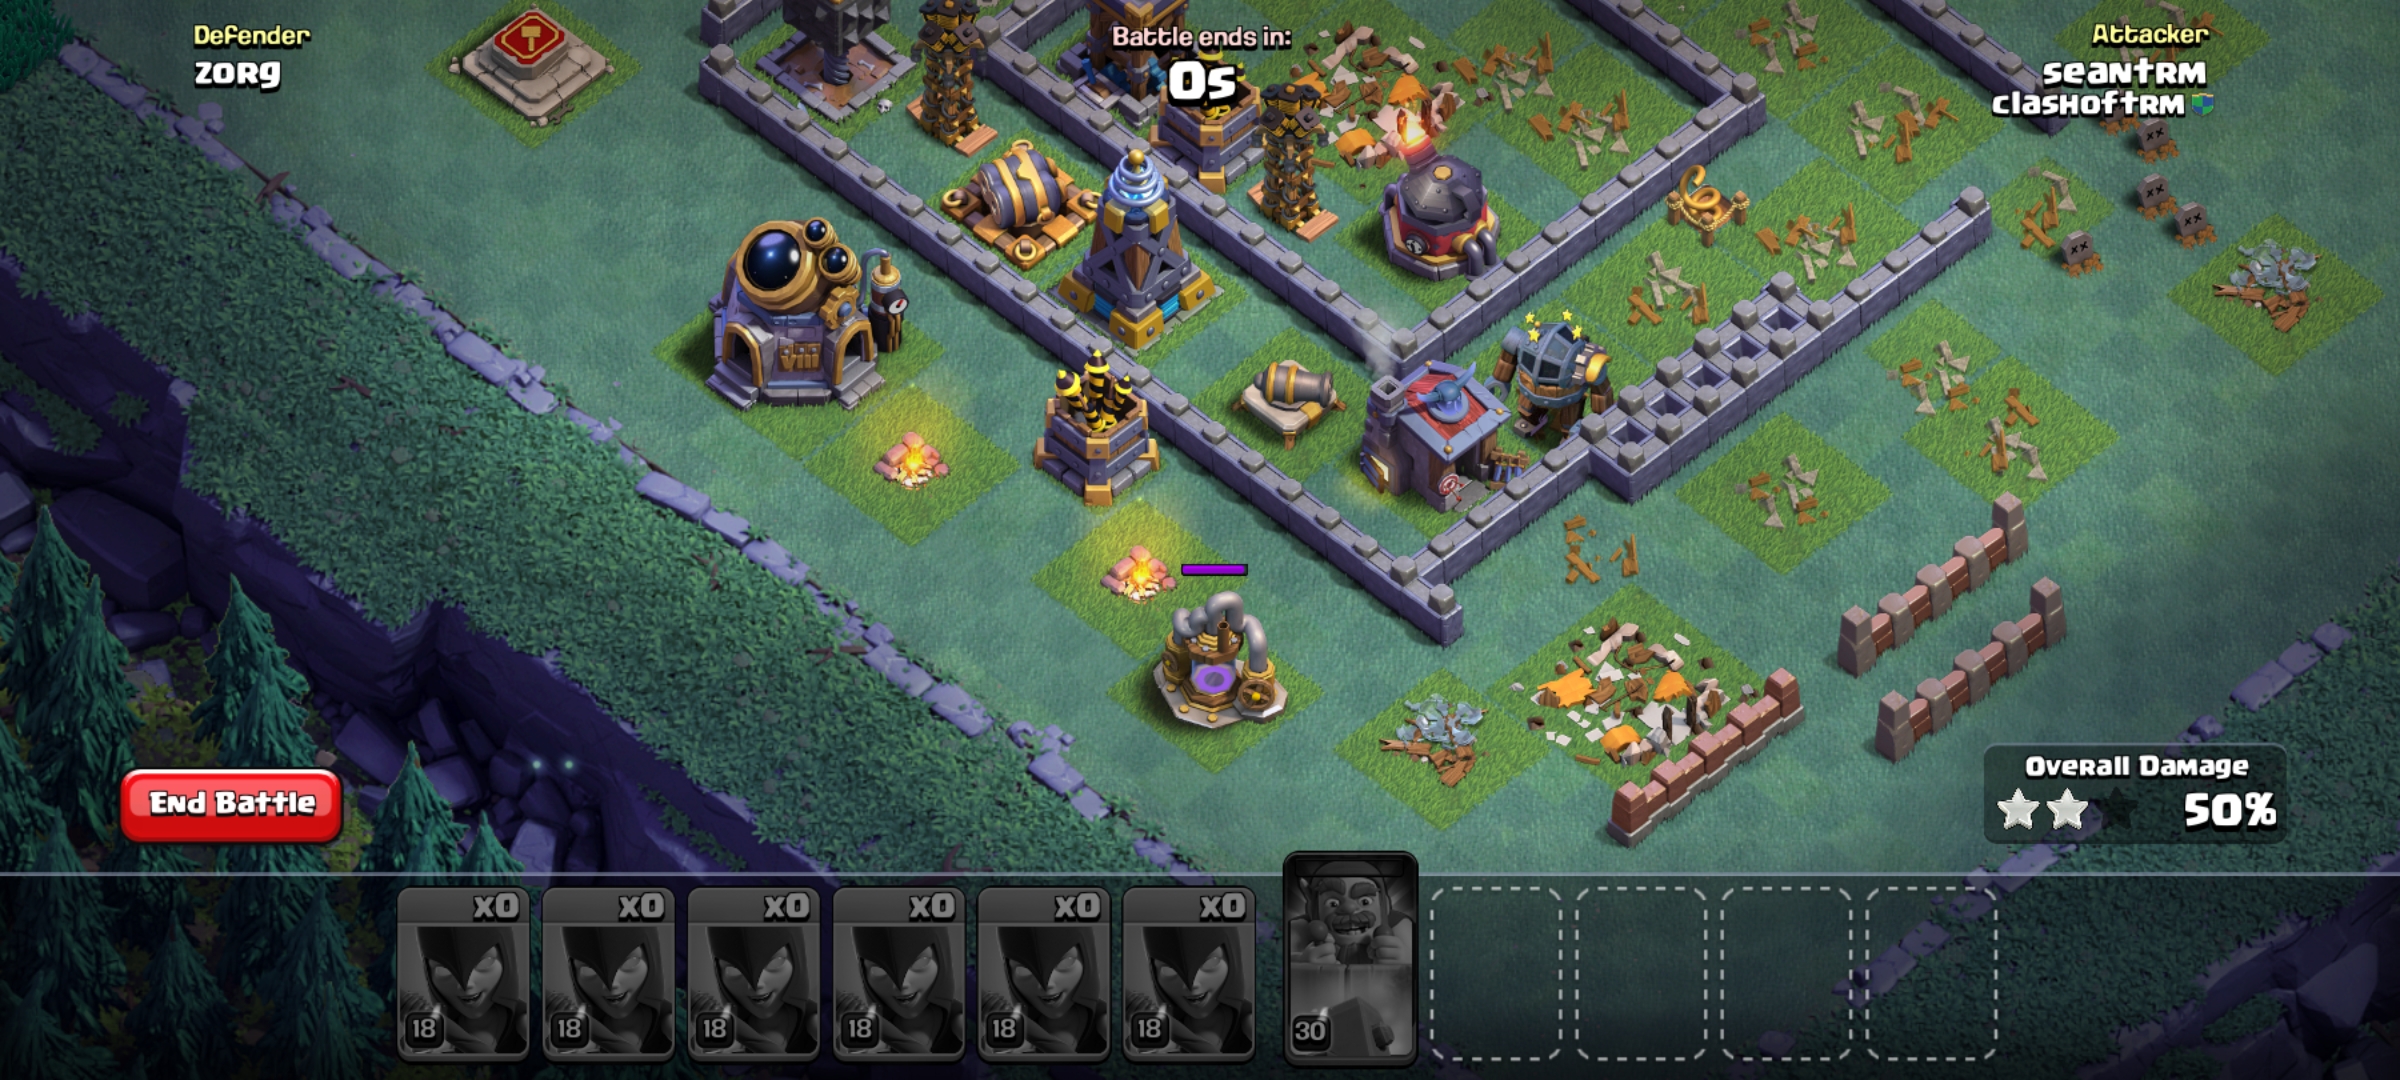 Defender
zorg
Battle ends in:
0s
Attacker
seantrm
clashoftrm
VIII
End Battle
Overall Damage
50%
x0
x0
x0
x0
x0
x0
18
18
18
18
18
18
30